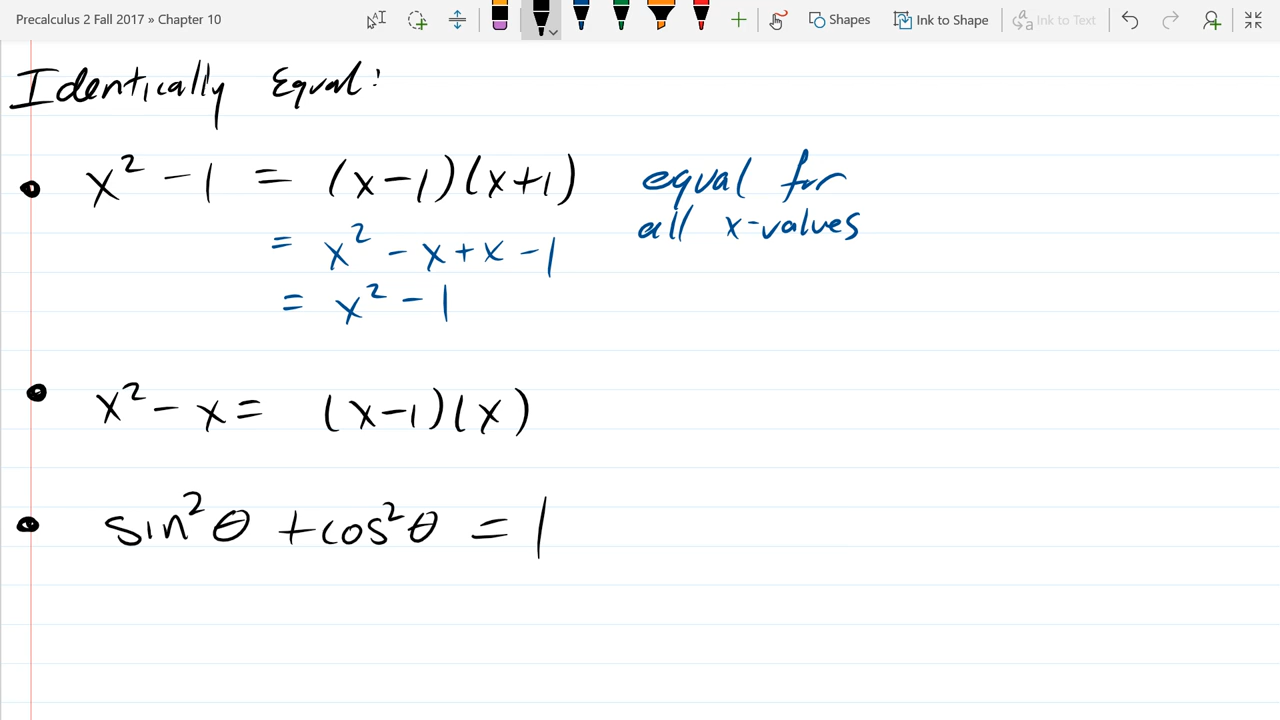 Precalculus 2 Fall 2017 » Chapter 10
Shapes
Ink to Shape
Ink to Text
Identically Equal:
• x² - 1 = (x-1)(x+1)
equal for
all x-values
= x² - x + x - 1
= x² - 1
• x² - x = (x-1)(x)
• sin²θ + cos²θ = 1